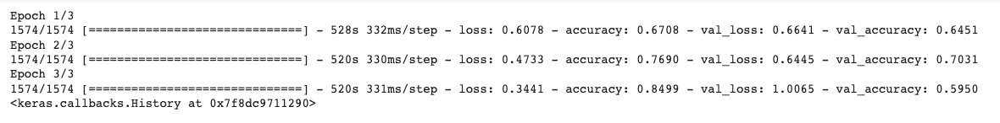 Epoch 1/3
1574/1574 [==============================] - 528s 332ms/step - loss: 0.6078 - accuracy: 0.6708 - val_loss: 0.6641 - val_accuracy: 0.6451
Epoch 2/3
1574/1574 [==============================] - 520s 330ms/step - loss: 0.4733 - accuracy: 0.7690 - val_loss: 0.6445 - val_accuracy: 0.7031
Epoch 3/3
1574/1574 [==============================] - 520s 331ms/step - loss: 0.3441 - accuracy: 0.8499 - val_loss: 1.0065 - val_accuracy: 0.5950
<keras.callbacks.History at 0x7f8dc9711290>